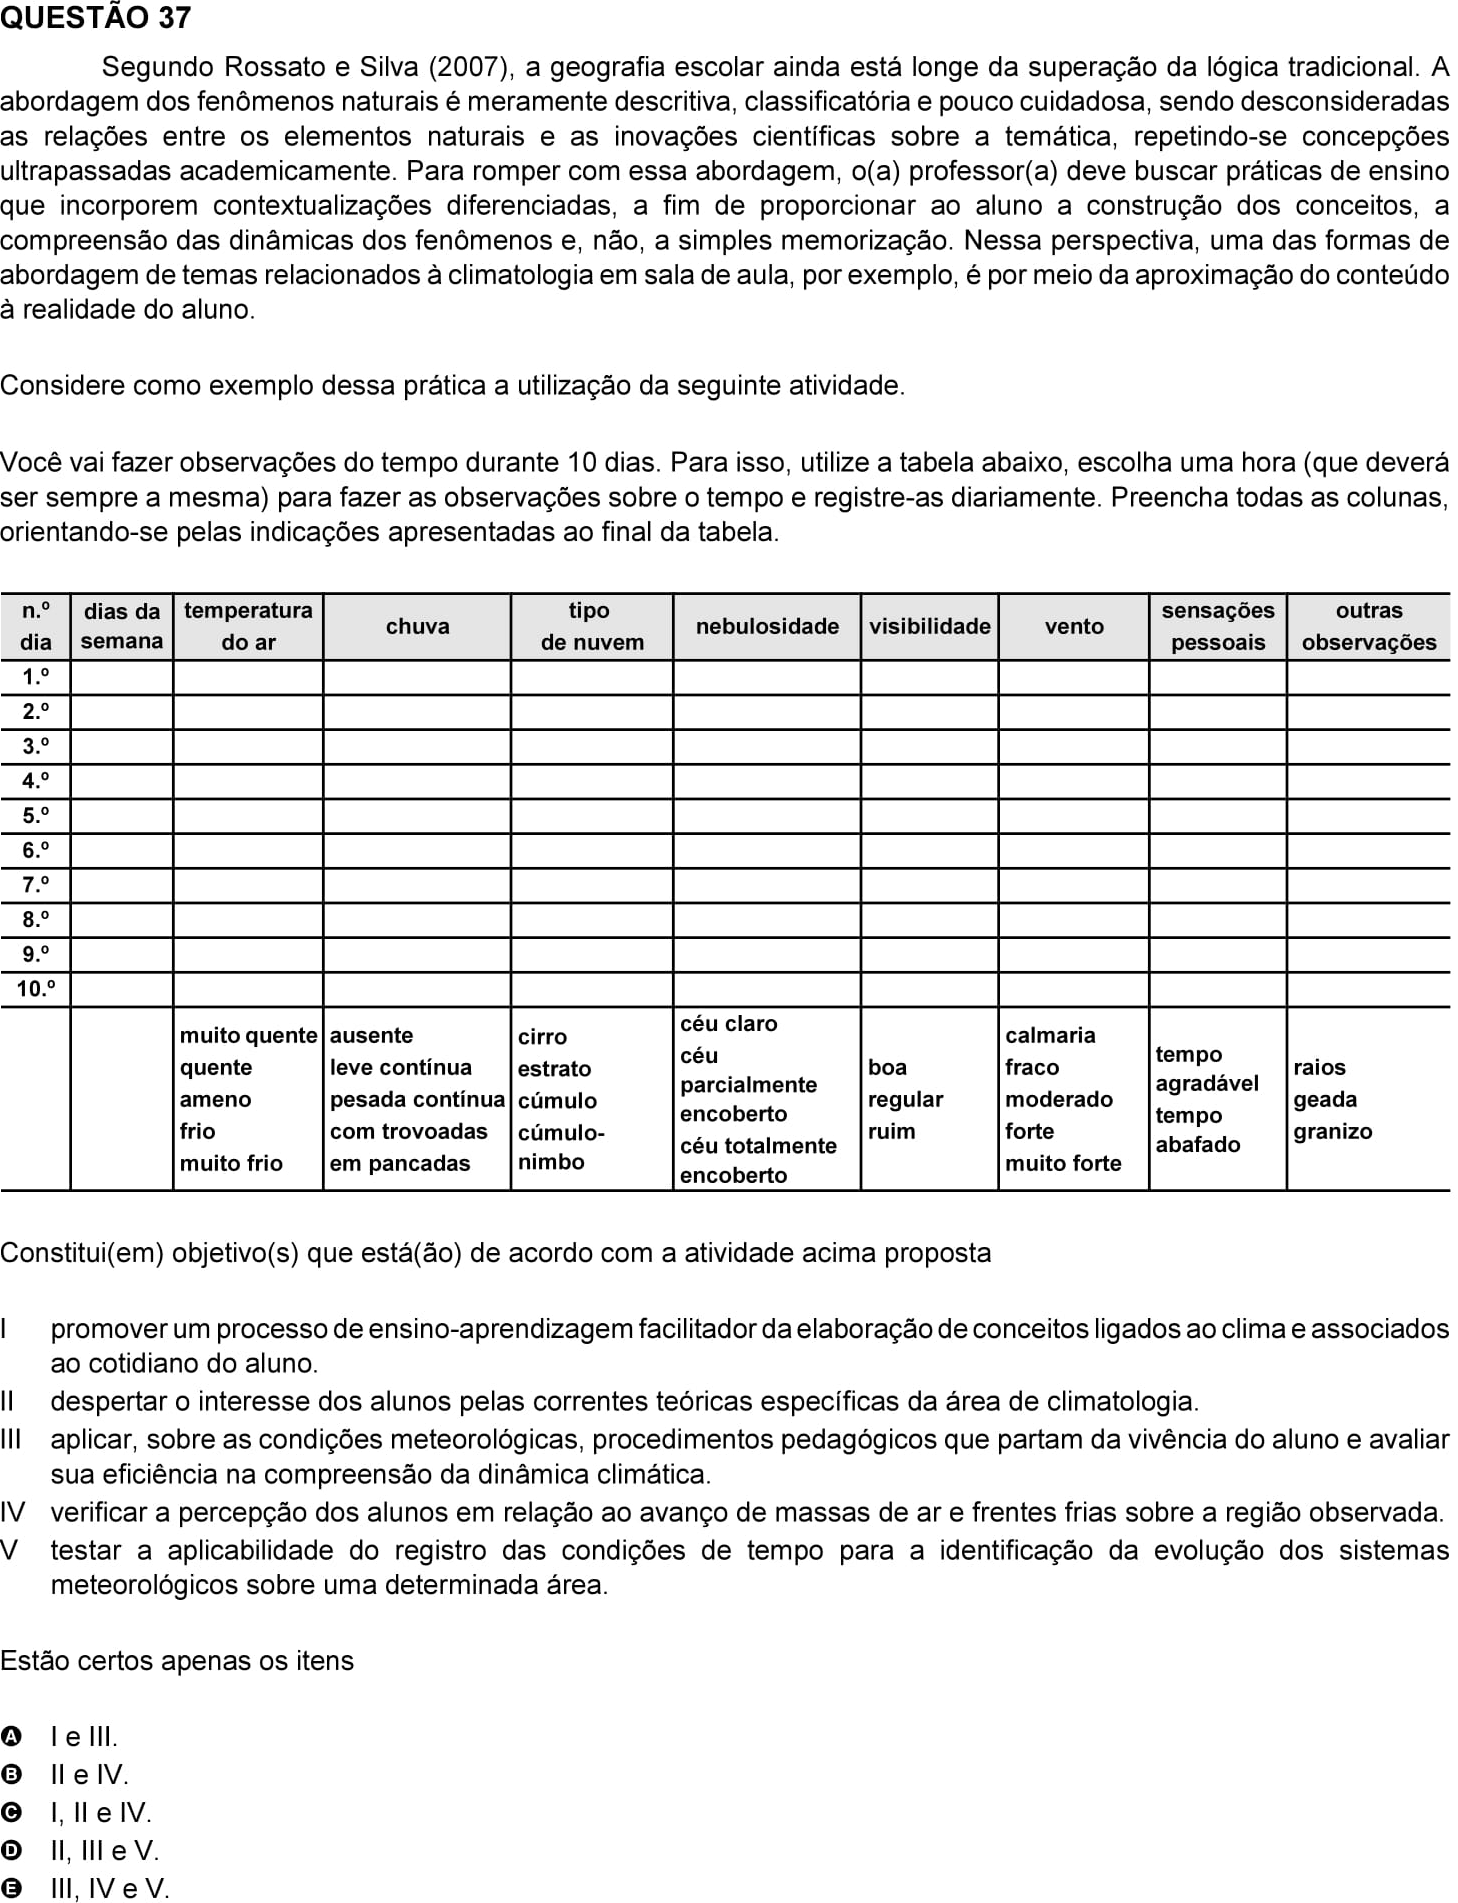 QUESTÃO 37
Segundo Rossato e Silva (2007), a geografia escolar ainda está longe da superação da lógica tradicional. A
abordagem dos fenômenos naturais é meramente descritiva, classificatória e pouco cuidadosa, sendo desconsideradas
as relações entre os elementos naturais e as inovações científicas sobre a temática, repetindo-se concepções
ultrapassadas academicamente. Para romper com essa abordagem, o(a) professor(a) deve buscar práticas de ensino
que incorporem contextualizações diferenciadas, a fim de proporcionar ao aluno a construção dos conceitos, a
compreensão das dinâmicas dos fenômenos e, não, a simples memorização. Nessa perspectiva, uma das formas de
abordagem de temas relacionados à climatologia em sala de aula, por exemplo, é por meio da aproximação do conteúdo
à realidade do aluno.
Considere como exemplo dessa prática a utilização da seguinte atividade.
Você vai fazer observações do tempo durante 10 dias. Para isso, utilize a tabela abaixo, escolha uma hora (que deverá
ser sempre a mesma) para fazer as observações sobre o tempo e registre-as diariamente. Preencha todas as colunas,
orientando-se pelas indicações apresentadas ao final da tabela.
n.º dia | dias da semana | temperatura do ar | chuva | tipo de nuvem | nebulosidade | visibilidade | vento | sensações pessoais | outras observações
1.º
2.º
3.º
4.º
5.º
6.º
7.º
8.º
9.º
10.º
muito quente
quente
ameno
frio
muito frio
ausente
leve contínua
pesada contínua
com trovoadas
em pancadas
cirro
estrato
cúmulo
cúmulo-
nimbo
céu claro
céu
parcialmente
encoberto
céu totalmente
encoberto
boa
regular
ruim
calmaria
fraco
moderado
forte
muito forte
tempo
agradável
tempo
abafado
raios
geada
granizo
Constitui(em) objetivo(s) que está(ão) de acordo com a atividade acima proposta
I promover um processo de ensino-aprendizagem facilitador da elaboração de conceitos ligados ao clima e associados
ao cotidiano do aluno.
II despertar o interesse dos alunos pelas correntes teóricas específicas da área de climatologia.
III aplicar, sobre as condições meteorológicas, procedimentos pedagógicos que partam da vivência do aluno e avaliar
sua eficiência na compreensão da dinâmica climática.
IV verificar a percepção dos alunos em relação ao avanço de massas de ar e frentes frias sobre a região observada.
V testar a aplicabilidade do registro das condições de tempo para a identificação da evolução dos sistemas
meteorológicos sobre uma determinada área.
Estão certos apenas os itens
A I e III.
B II e IV.
C I, II e IV.
D II, III e V.
E III, IV e V.